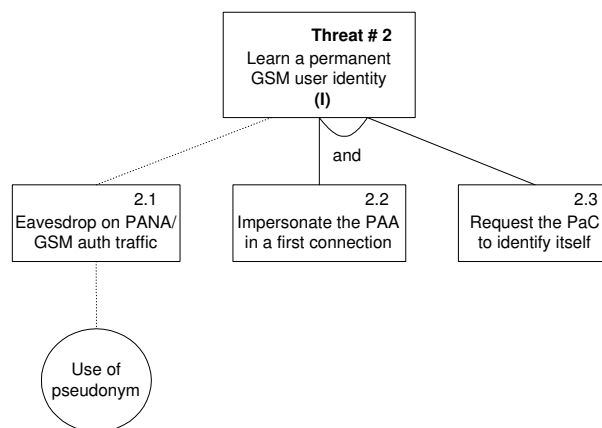 Threat # 2
Learn a permanent
GSM user identity
(I)
and
2.1
Eavesdrop on PANA/
GSM auth traffic
2.2
Impersonate the PAA
in a first connection
2.3
Request the PaC
to identify itself
Use of
pseudonym